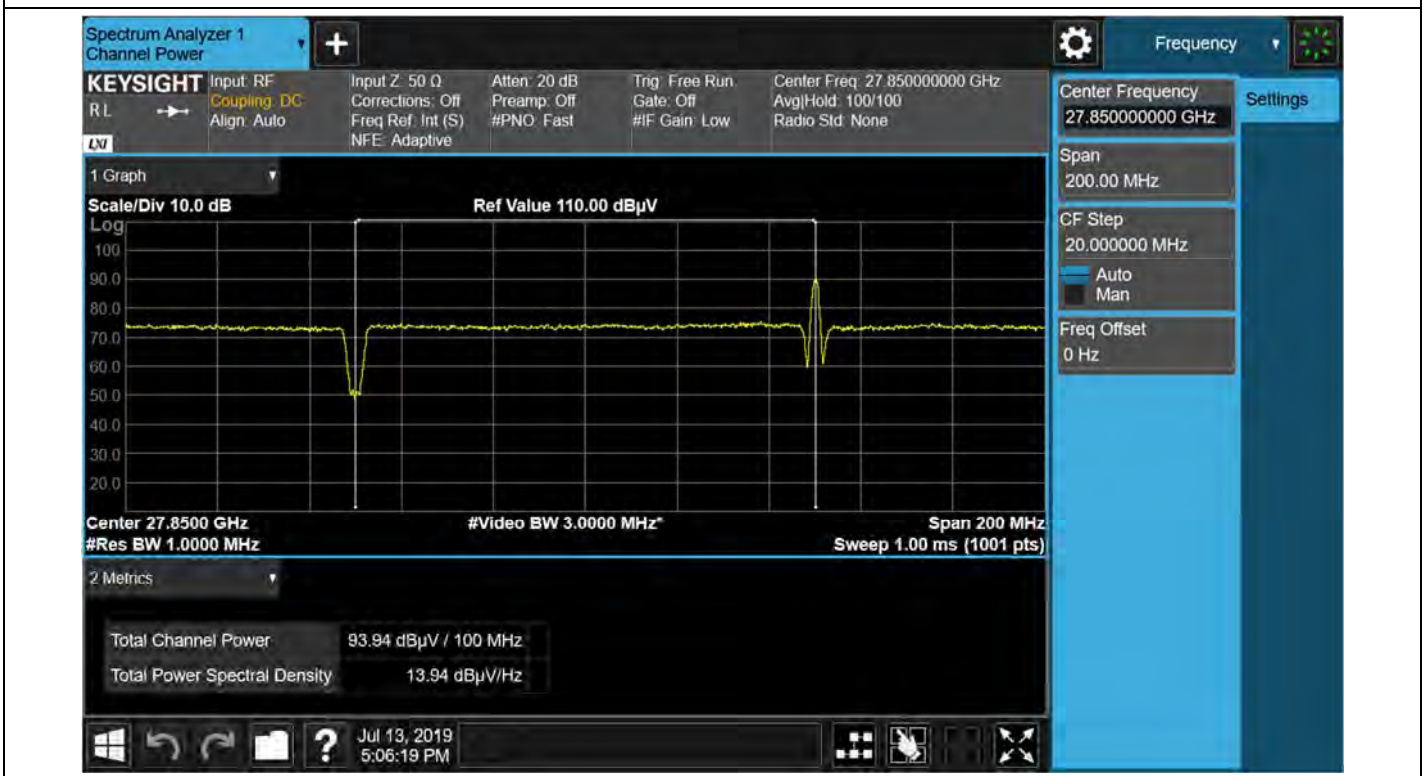 Spectrum Analyzer 1
Channel Power
+
Frequency
KEYSIGHT
RL
LXI
Input: RF
Coupling: DC
Align: Auto
Input Z: 50 Ω
Corrections: Off
Freq Ref: Int (S)
NFE: Adaptive
Atten: 20 dB
Preamp: Off
#PNO: Fast
Trig: Free Run
Gate: Off
#IF Gain: Low
Center Freq: 27.850000000 GHz
Avg|Hold: 100/100
Radio Std: None
Center Frequency
27.850000000 GHz
Settings
Span
200.00 MHz
CF Step
20.000000 MHz
Auto
Man
Freq Offset
0 Hz
1 Graph
Scale/Div 10.0 dB
Ref Value 110.00 dBµV
Log
100
90.0
80.0
70.0
60.0
50.0
40.0
30.0
20.0
Center 27.8500 GHz
#Video BW 3.0000 MHz*
Span 200 MHz
#Res BW 1.0000 MHz
Sweep 1.00 ms (1001 pts)
2 Metrics
Total Channel Power 93.94 dBµV / 100 MHz
Total Power Spectral Density 13.94 dBµV/Hz
?
Jul 13, 2019
5:06:19 PM